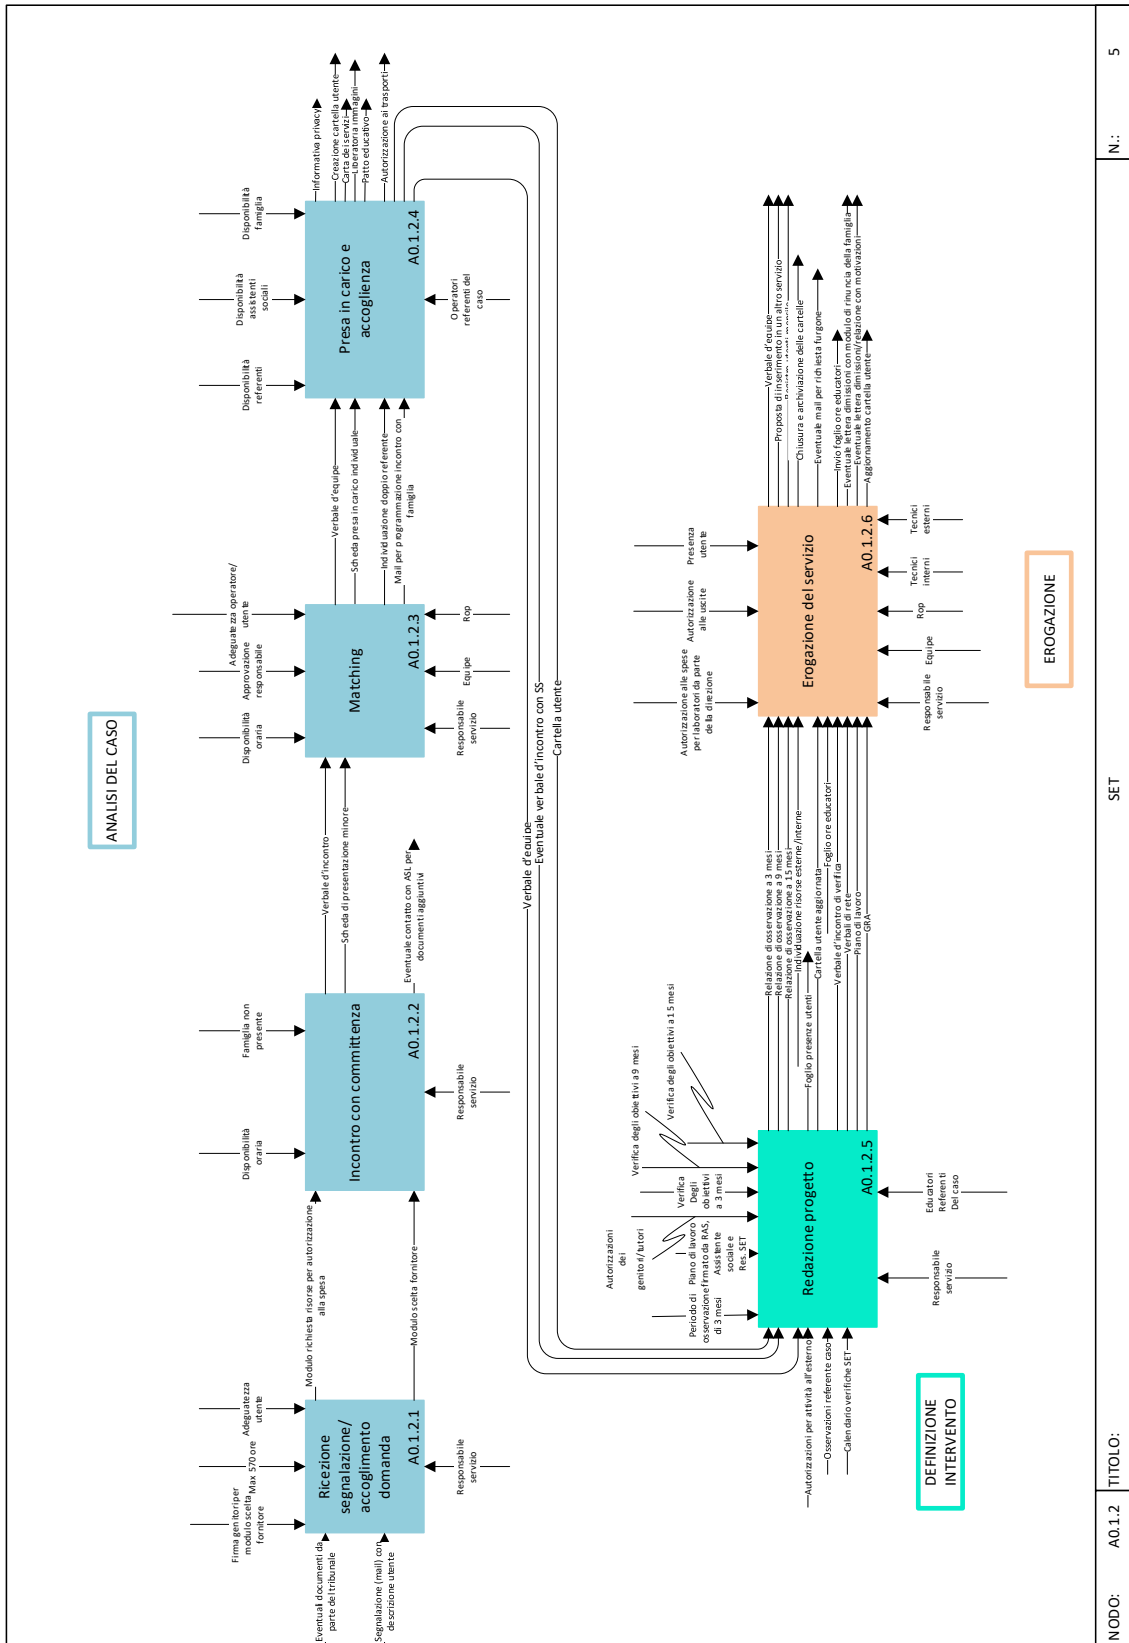 ANALISI DEL CASO
Firma genitori per
modulo scelta
fornitore
Max 570 ore
Adeguatezza
utente
Eventuali documenti da
parte del tribunale
Segnalazione (mail) con
descrizione utente
Ricezione
segnalazione/
accoglimento
domanda
A0.1.2.1
Responsabile
servizio
Modulo richiesta risorse per autorizzazione
alla spesa
Modulo scelta fornitore
Disponibilità
oraria
Famiglia non
presente
Incontro con committenza
A0.1.2.2
Responsabile
servizio
Verbale d'incontro
Scheda di presentazione minore
Eventuale contatto con ASL per
documenti aggiuntivi
Disponibilità
oraria
Approvazione
responsabile
Adeguatezza operatore/
utente
Matching
A0.1.2.3
Responsabile
servizio
Equipe
Rop
Verbale d'equipe
Scheda presa in carico individuale
Individuazione doppio referente
Mail per programmazione incontro con
famiglia
Disponibilità
referenti
Disponibilità
assistenti
sociali
Disponibilità
famiglia
Presa in carico e
accoglienza
A0.1.2.4
Operatori
referenti del
caso
Informativa privacy
Creazione cartella utente
Carta dei servizi
Liberatoria immagini
Patto educativo
Autorizzazione ai trasporti
Verbale d'equipe
Eventuale verbale d'incontro con SS
Cartella utente
Periodo di
osservazione
di 3 mesi
Autorizzazioni
dei
genitori/tutori
Piano di lavoro
firmato da RAS,
Assistente
sociale e
Res. SET
Verifica
Degli
obiettivi
a 3 mesi
Verifica degli obiettivi a 9 mesi
Verifica degli obiettivi a 15 mesi
Autorizzazioni per attività all'esterno
Osservazioni referente caso
Calendario verifiche SET
Redazione progetto
A0.1.2.5
Responsabile
servizio
Educatori
Referenti
Del caso
Relazione di osservazione a 3 mesi
Relazione di osservazione a 9 mesi
Relazione di osservazione a 15 mesi
Individuazione risorse esterne/interne
Foglio presenze utenti
Cartella utente aggiornata
Foglio ore educatori
Verbale d'incontro di verifica
Verbali di rete
Piano di lavoro
GRA
Autorizzazione alle spese
per laboratori da parte
della direzione
Autorizzazione
alle uscite
Presenza
utente
Erogazione del servizio
A0.1.2.6
Responsabile
servizio
Equipe
Rop
Tecnici
interni
Tecnici
esterni
Verbale d'equipe
Proposta di inserimento in un altro servizio
Registro utenti mensile
Chiusura e archiviazione delle cartelle
Eventuale mail per richiesta furgone
Invio foglio ore educatori
Eventuale lettera dimissioni con modulo di rinuncia della famiglia
Eventuale lettera dimissioni/relazione con motivazioni
Aggiornamento cartella utente
DEFINIZIONE
INTERVENTO
EROGAZIONE
NODO: A0.1.2
TITOLO: SET
N.: 5